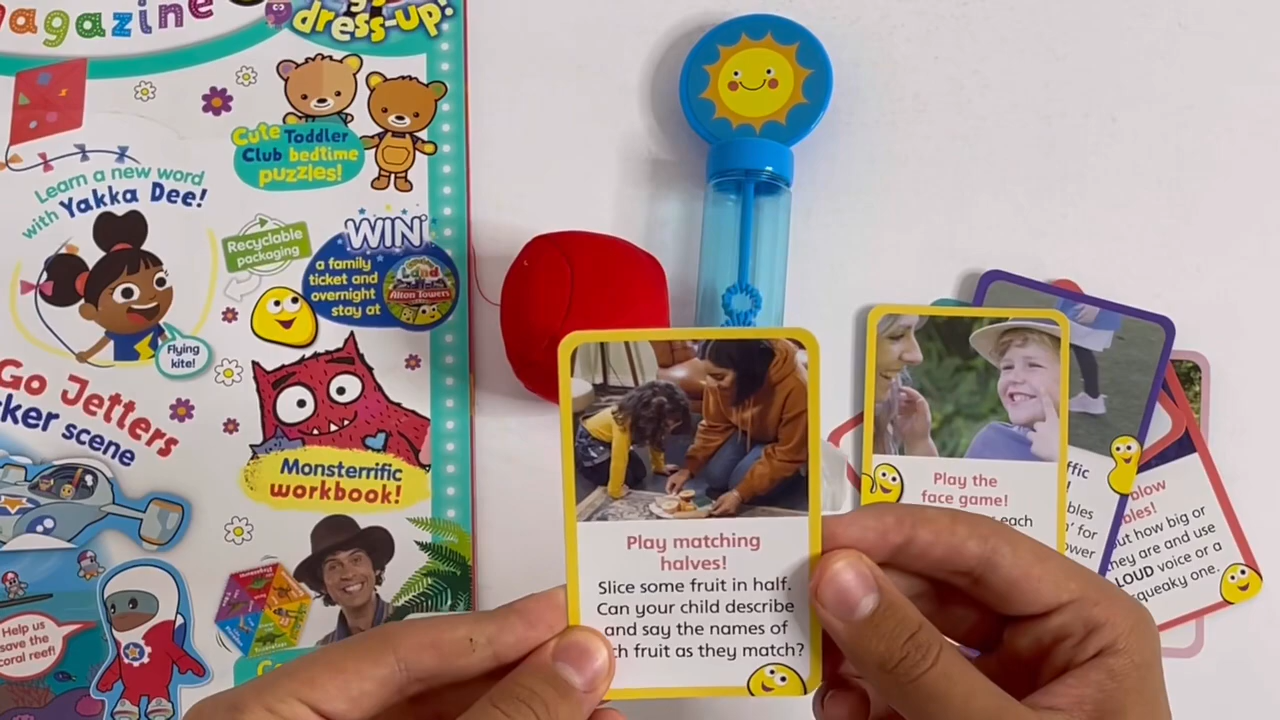 magazine
dress-up!
Cute Toddler
Club bedtime
puzzles!
Learn a new word
with Yakka Dee!
Recyclable
packaging
WIN
a family
ticket and
overnight
stay at
Land
Alton Towers
Flying
kite!
Go Jetters
cker scene
Monsterrific
workbook!
Help us
save the
coral reef!
Play matching
halves!
Slice some fruit in half.
Can your child describe
and say the names of
ch fruit as they match?
Play the
face game!
each
ffic
bles
' for
ower
blow
bles!
ut how big or
hey are and use
LOUD voice or a
squeaky one.